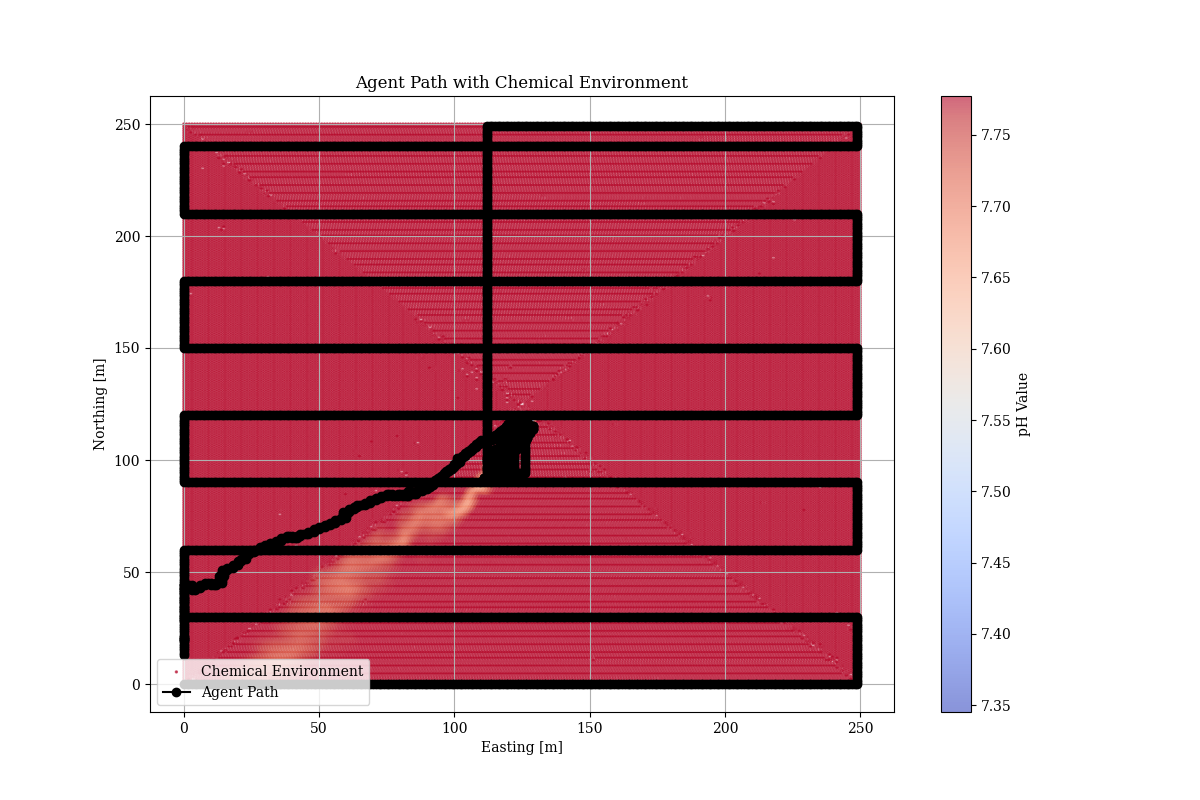 Agent Path with Chemical Environment
Northing [m]
250
200
150
100
50
0
0 50 100 150 200 250
Easting [m]
Chemical Environment
Agent Path
7.75
7.70
7.65
7.60
7.55
7.50
7.45
7.40
7.35
pH Value